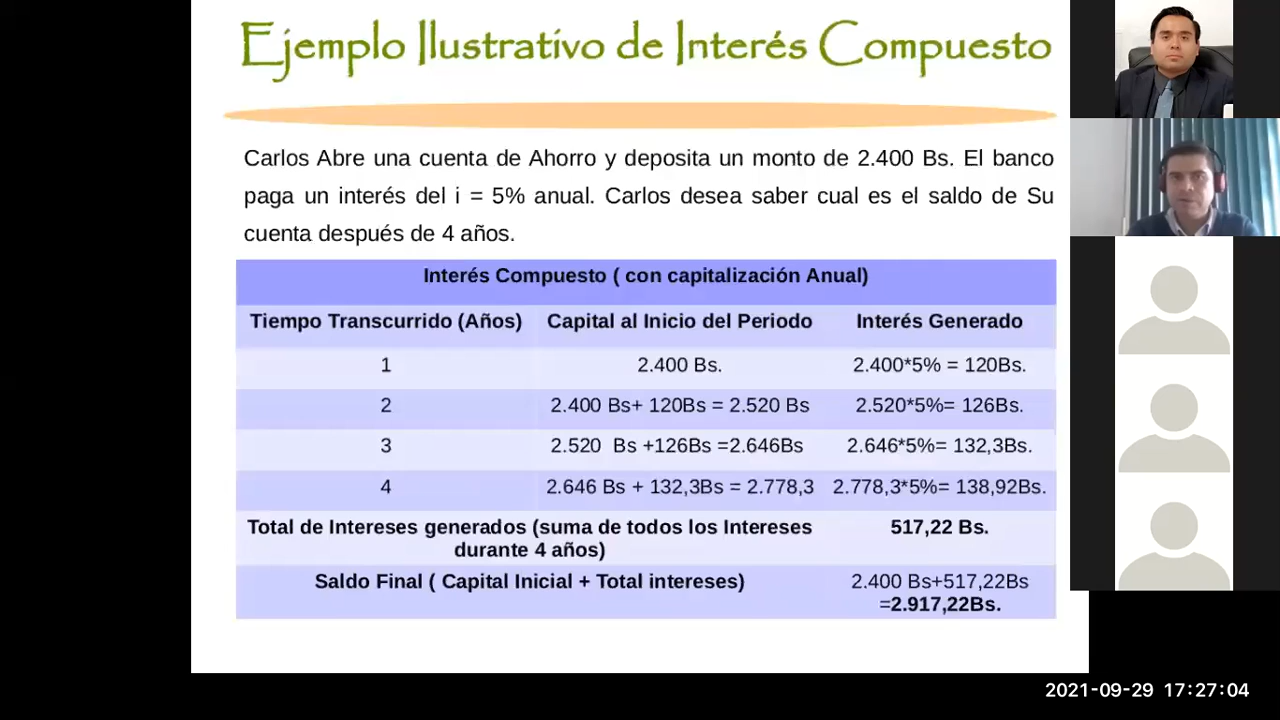 Ejemplo Ilustrativo de Interés Compuesto
Carlos Abre una cuenta de Ahorro y deposita un monto de 2.400 Bs. El banco
paga un interés del i = 5% anual. Carlos desea saber cual es el saldo de Su
cuenta después de 4 años.
Interés Compuesto ( con capitalización Anual)
Tiempo Transcurrido (Años) Capital al Inicio del Periodo Interés Generado
1 2.400 Bs. 2.400*5% = 120Bs.
2 2.400 Bs+ 120Bs = 2.520 Bs 2.520*5%= 126Bs.
3 2.520 Bs +126Bs =2.646Bs 2.646*5%= 132,3Bs.
4 2.646 Bs + 132,3Bs = 2.778,3 2.778,3*5%= 138,92Bs.
Total de Intereses generados (suma de todos los Intereses
durante 4 años)
517,22 Bs.
Saldo Final ( Capital Inicial + Total intereses)
2.400 Bs+517,22Bs
=2.917,22Bs.
2021-09-29 17:27:04